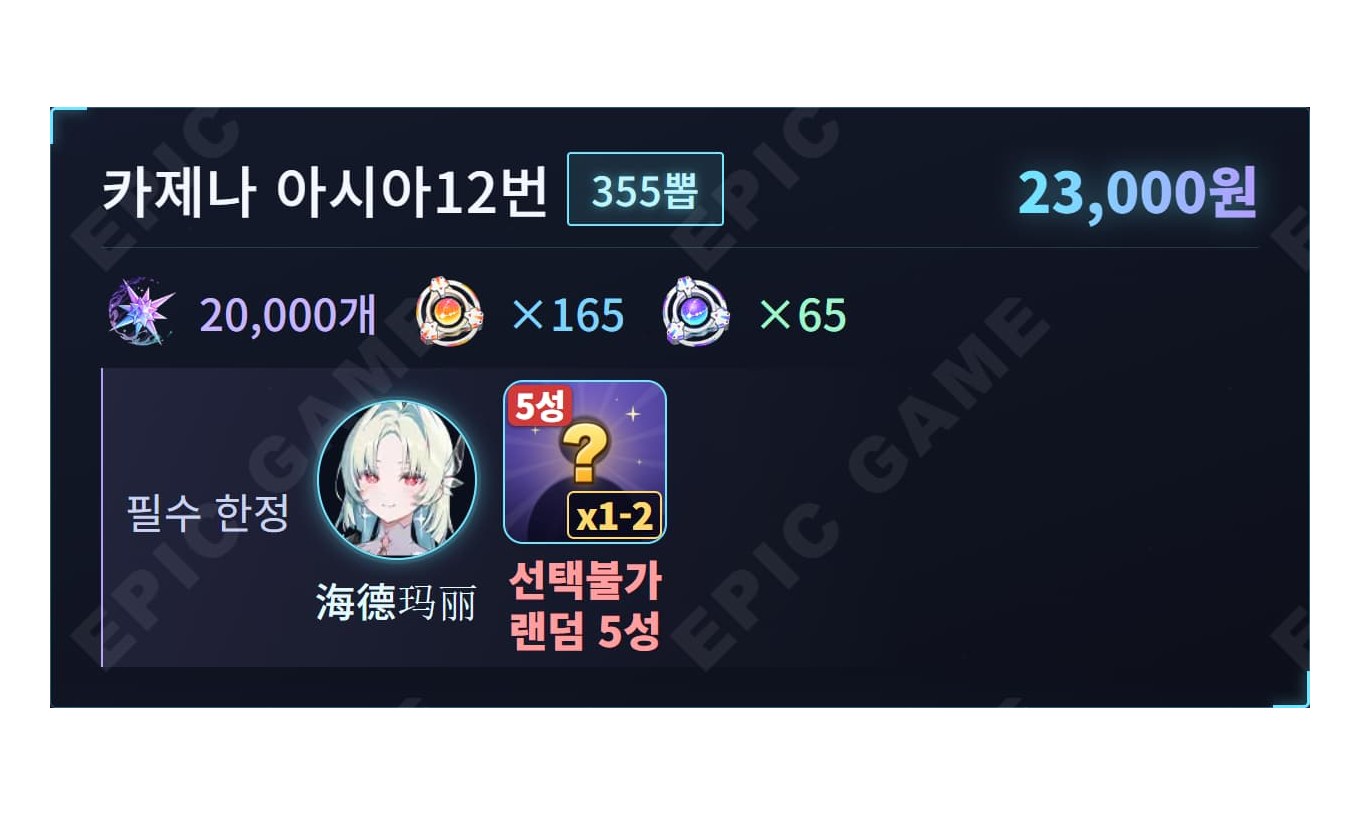 카제나 아시아12번 355뽑 23,000원
20,000개 ×165 ×65
5성
?
x1-2
필수 한정
海德玛丽
선택불가
랜덤 5성
EPIC GAME